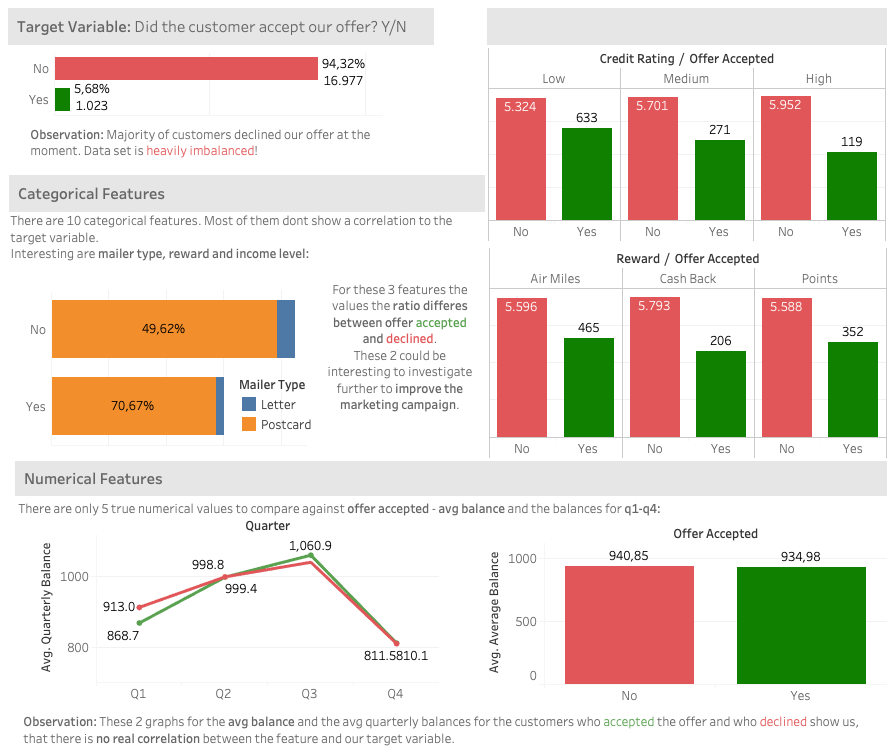 Target Variable: Did the customer accept our offer? Y/N
No
94,32%
16.977
Yes
5,68%
1.023
Observation: Majority of customers declined our offer at the
moment. Data set is heavily imbalanced!
Categorical Features
There are 10 categorical features. Most of them dont show a correlation to the
target variable.
Interesting are mailer type, reward and income level:
No
49,62%
Yes
70,67%
Mailer Type
Letter
Postcard
For these 3 features the
values the ratio differes
between offer accepted
and declined.
These 2 could be
interesting to investigate
further to improve the
marketing campaign.
Credit Rating / Offer Accepted
Low Medium High
5.324 633 5.701 271 5.952 119
No Yes No Yes No Yes
Reward / Offer Accepted
Air Miles Cash Back Points
5.596 465 5.793 206 5.588 352
No Yes No Yes No Yes
Numerical Features
There are only 5 true numerical values to compare against offer accepted - avg balance and the balances for q1-q4:
Quarter
Avg. Quarterly Balance
1000
800
913.0
868.7
998.8
999.4
1,060.9
811.5810.1
Q1 Q2 Q3 Q4
Offer Accepted
Avg. Average Balance
1000
500
0
940,85 934,98
No Yes
Observation: These 2 graphs for the avg balance and the avg quarterly balances for the customers who accepted the offer and who declined show us,
that there is no real correlation between the feature and our target variable.